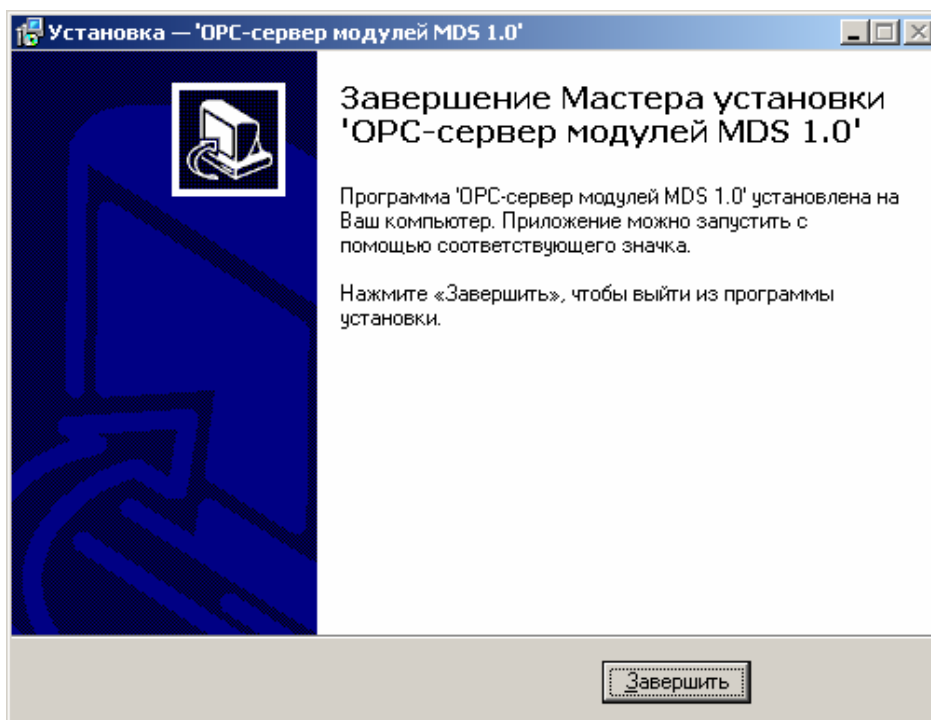 Установка — 'OPC-сервер модулей MDS 1.0'
Завершение Мастера установки
'OPC-сервер модулей MDS 1.0'
Программа 'OPC-сервер модулей MDS 1.0' установлена на
Ваш компьютер. Приложение можно запустить с
помощью соответствующего значка.
Нажмите «Завершить», чтобы выйти из программы
установки.
Завершить